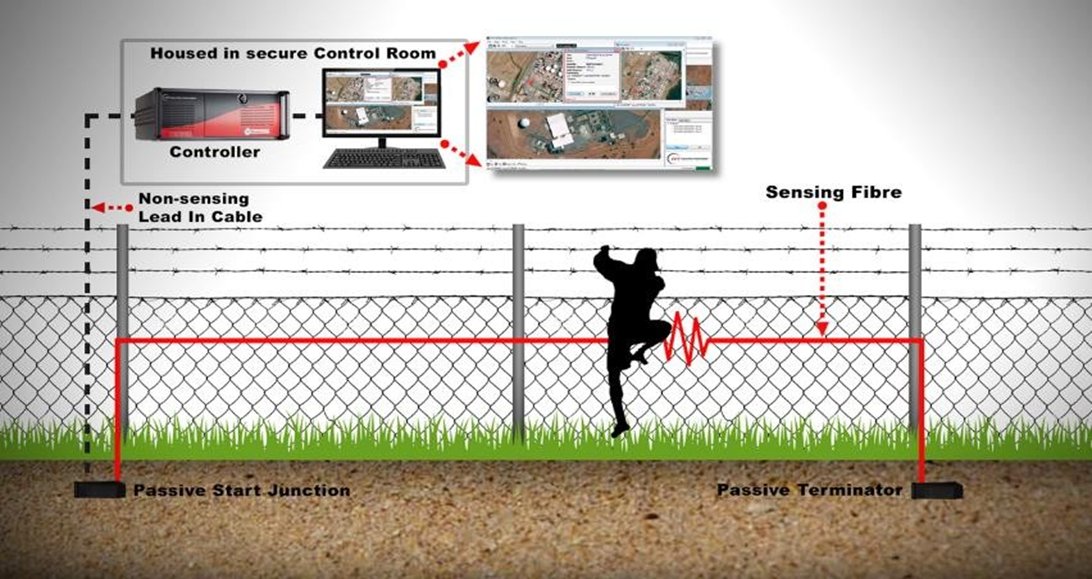 Housed in secure Control Room
Controller
Non-sensing
Lead In Cable
Sensing Fibre
Passive Start Junction
Passive Terminator